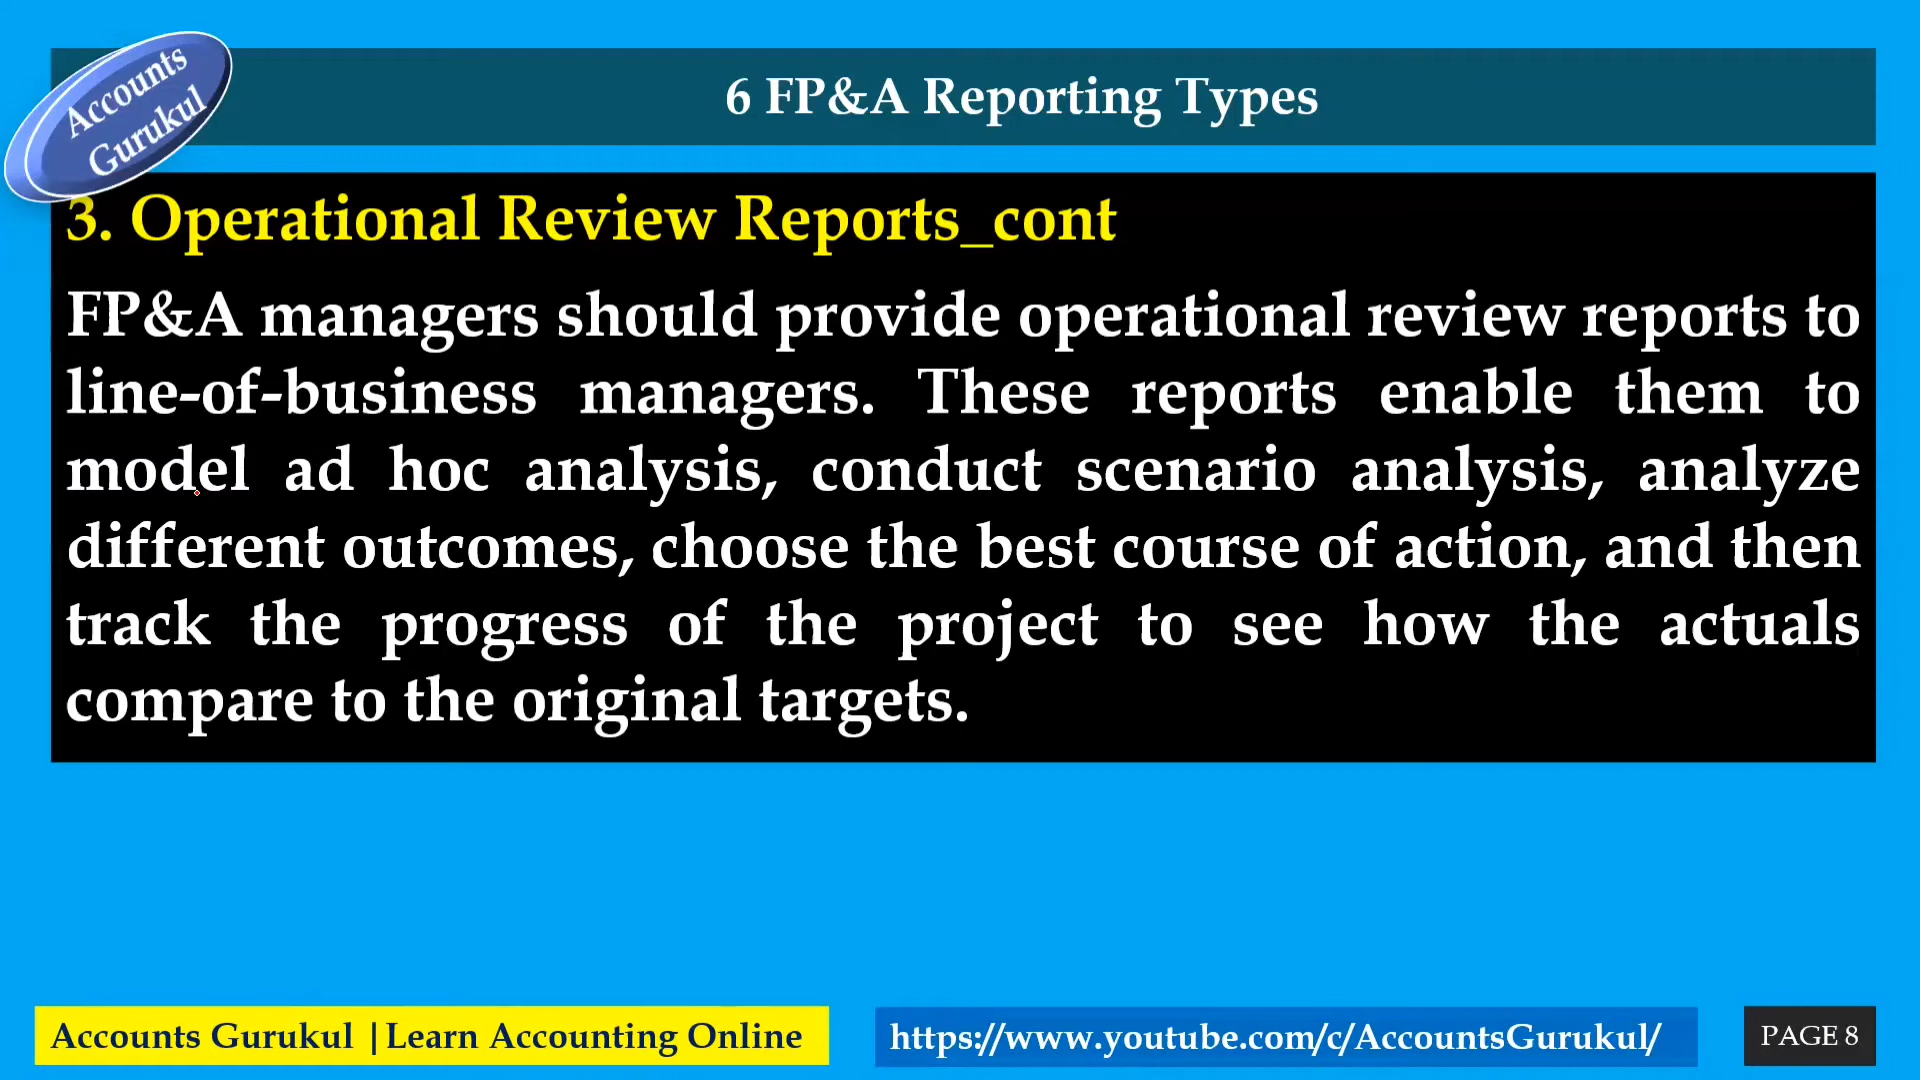 Accounts
Gurukul
6 FP&A Reporting Types
3. Operational Review Reports_cont
FP&A managers should provide operational review reports to
line-of-business managers. These reports enable them to
model ad hoc analysis, conduct scenario analysis, analyze
different outcomes, choose the best course of action, and then
track the progress of the project to see how the actuals
compare to the original targets.
Accounts Gurukul | Learn Accounting Online
https://www.youtube.com/c/AccountsGurukul/
PAGE 8